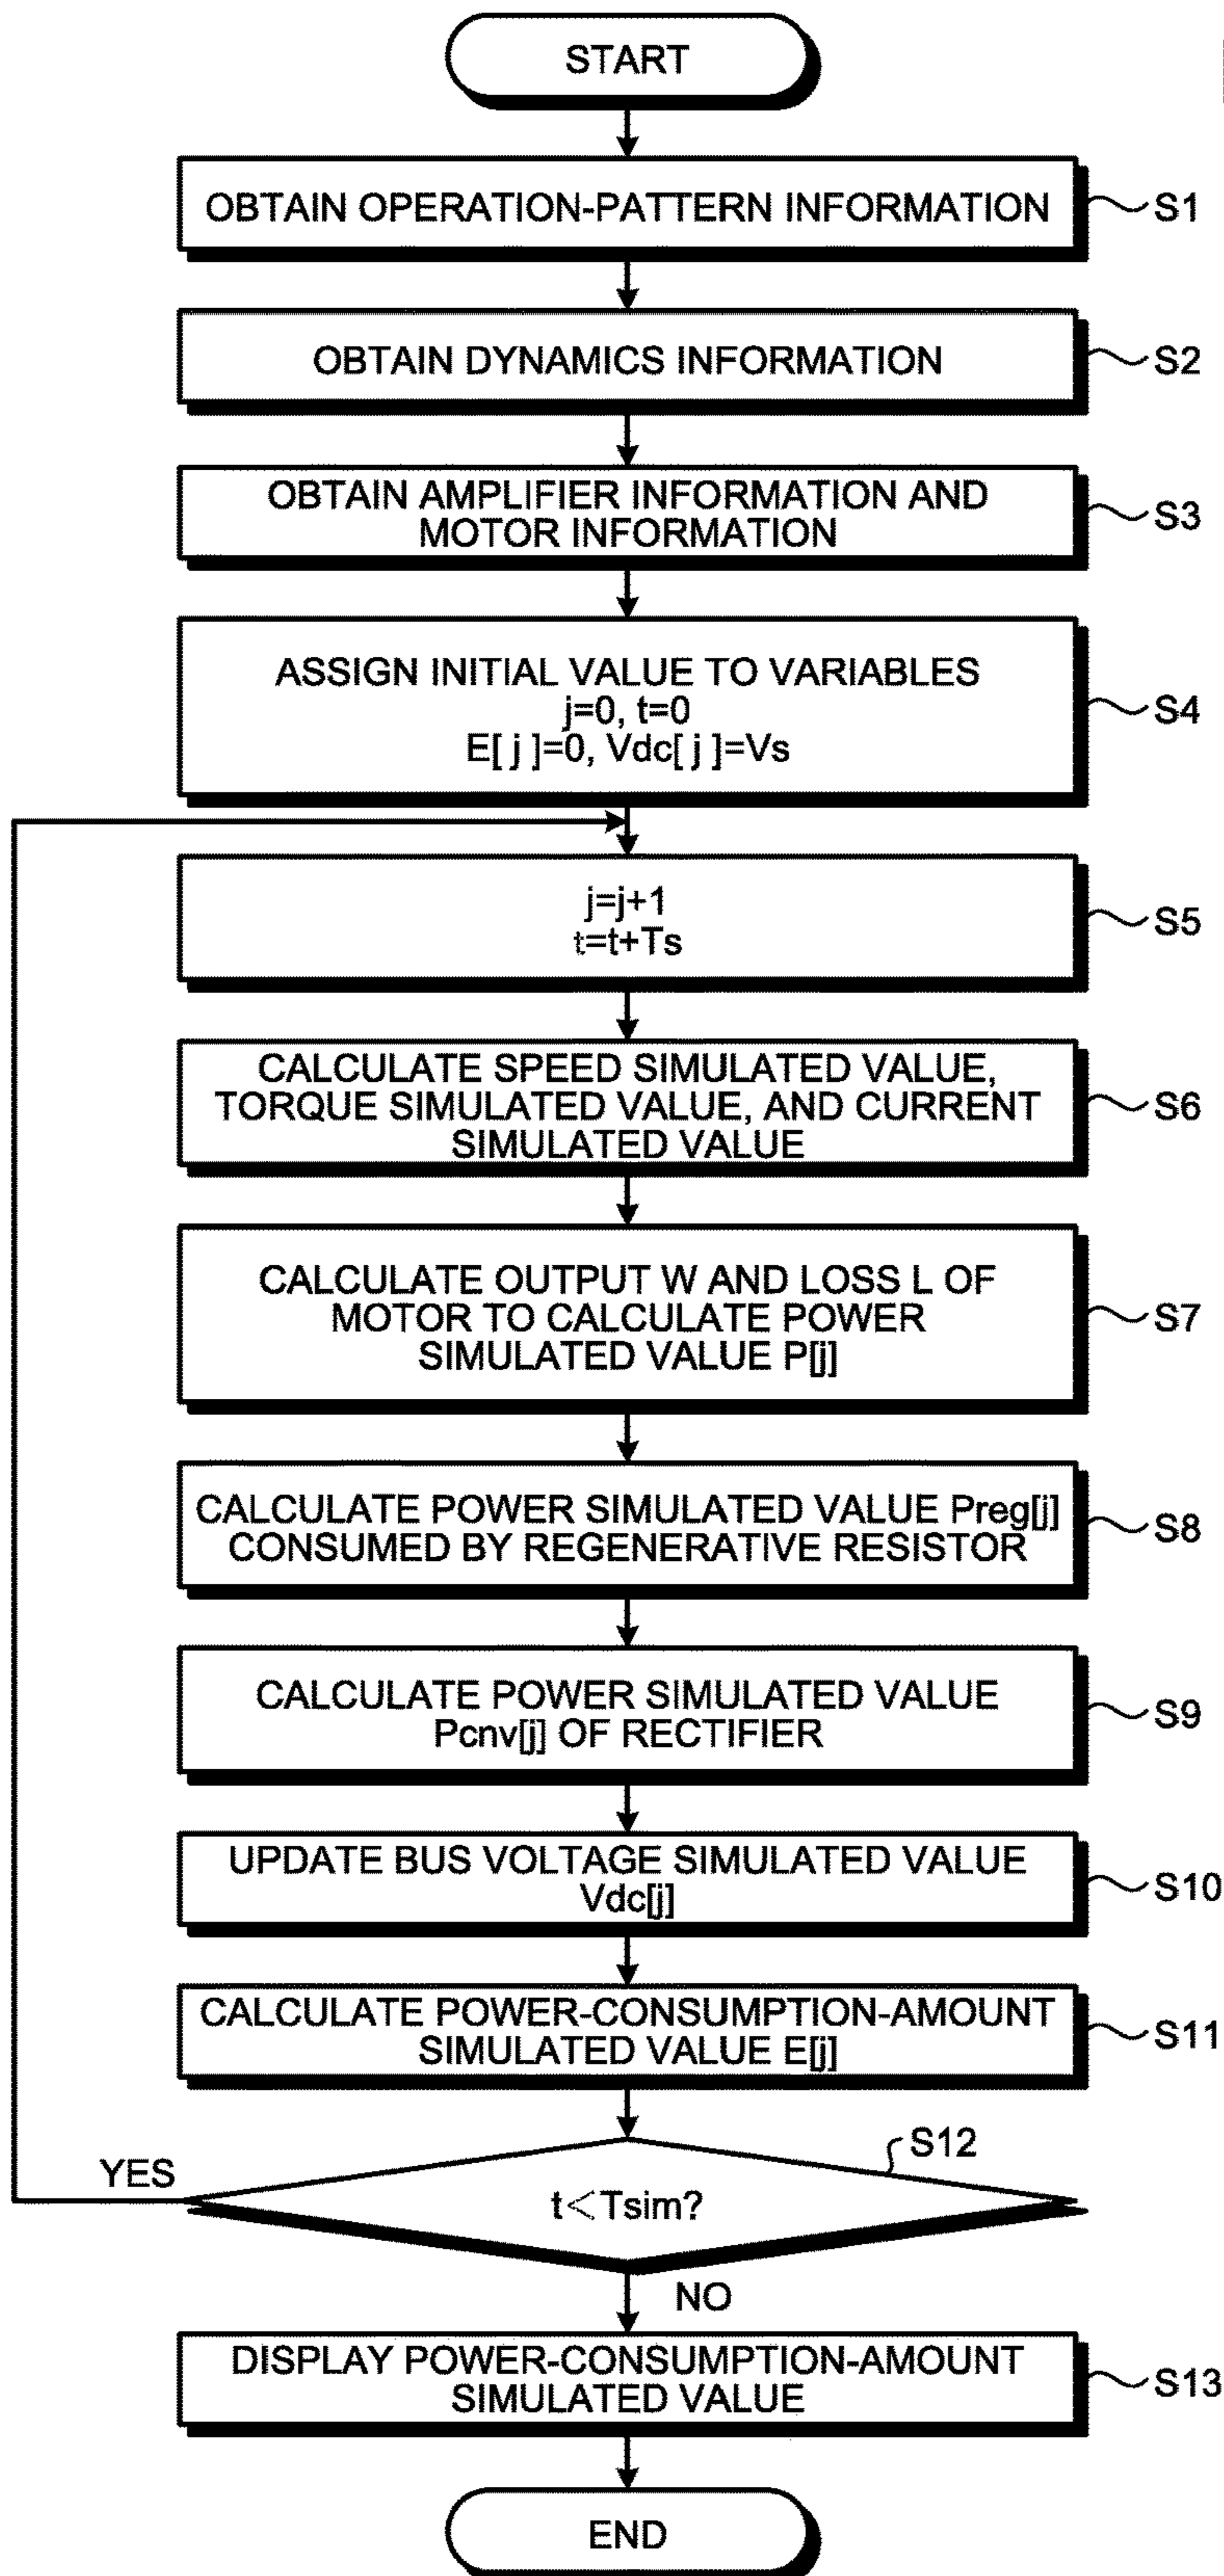 START
OBTAIN OPERATION-PATTERN INFORMATION
S1
OBTAIN DYNAMICS INFORMATION
S2
OBTAIN AMPLIFIER INFORMATION AND
MOTOR INFORMATION
S3
ASSIGN INITIAL VALUE TO VARIABLES
j=0, t=0
E[ j ]=0, Vdc[ j ]=Vs
S4
j=j+1
t=t+Ts
S5
CALCULATE SPEED SIMULATED VALUE,
TORQUE SIMULATED VALUE, AND CURRENT
SIMULATED VALUE
S6
CALCULATE OUTPUT W AND LOSS L OF
MOTOR TO CALCULATE POWER
SIMULATED VALUE P[j]
S7
CALCULATE POWER SIMULATED VALUE Preg[j]
CONSUMED BY REGENERATIVE RESISTOR
S8
CALCULATE POWER SIMULATED VALUE
Pcnv[j] OF RECTIFIER
S9
UPDATE BUS VOLTAGE SIMULATED VALUE
Vdc[j]
S10
CALCULATE POWER-CONSUMPTION-AMOUNT
SIMULATED VALUE E[j]
S11
S12
YES
t<Tsim?
NO
DISPLAY POWER-CONSUMPTION-AMOUNT
SIMULATED VALUE
S13
END